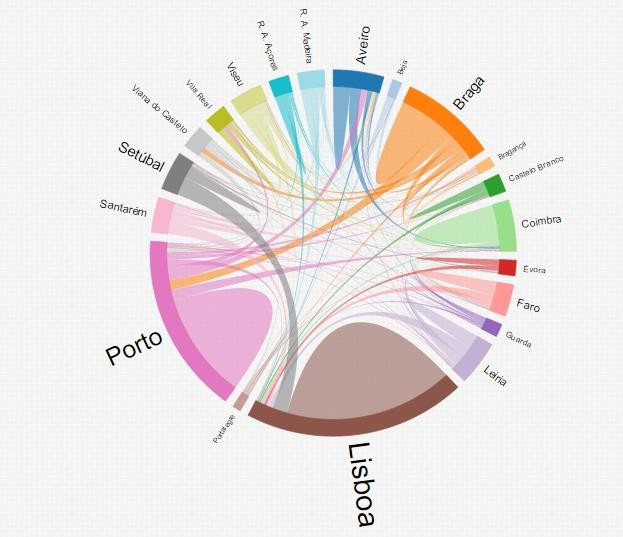 Aveiro
Beja
Braga
Bragança
Castelo Branco
Coimbra
Évora
Faro
Guarda
Leiria
Lisboa
Portalegre
Porto
Santarém
Setúbal
Viana do Castelo
Vila Real
Viseu
R. A. Açores
R. A. Madeira